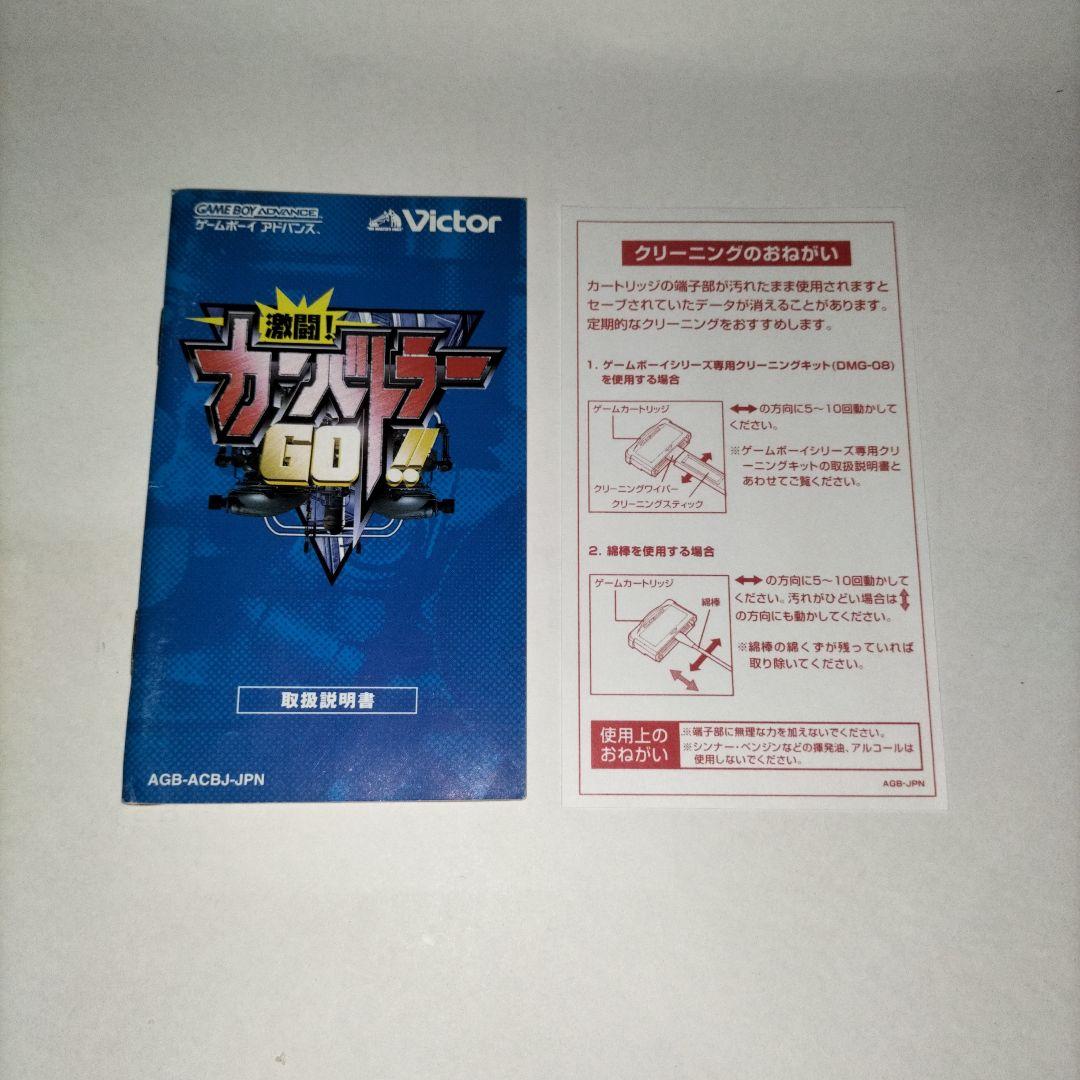 GAME BOY ADVANCE
ゲームボーイ アドバンス
Victor
激闘!
カーバトラー
GO!!
取扱説明書
AGB-ACBJ-JPN
クリーニングのおねがい
カートリッジの端子部が汚れたまま使用されますと
セーブされていたデータが消えることがあります。
定期的なクリーニングをおすすめします。
1. ゲームボーイシリーズ専用クリーニングキット(DMG-08)
を使用する場合
ゲームカートリッジ
クリーニングワイパー
クリーニングスティック
↔の方向に5〜10回動かして
ください。
※ゲームボーイシリーズ専用クリ
ーニングキットの取扱説明書と
あわせてご覧ください。
2. 綿棒を使用する場合
ゲームカートリッジ
綿棒
↔の方向に5〜10回動かして
ください。汚れがひどい場合は↕
の方向にも動かしてください。
※綿棒の綿くずが残っていれば
取り除いてください。
使用上の
おねがい
※端子部に無理な力を加えないでください。
※シンナー・ベンジンなどの揮発油、アルコールは
使用しないでください。
AGB-JPN